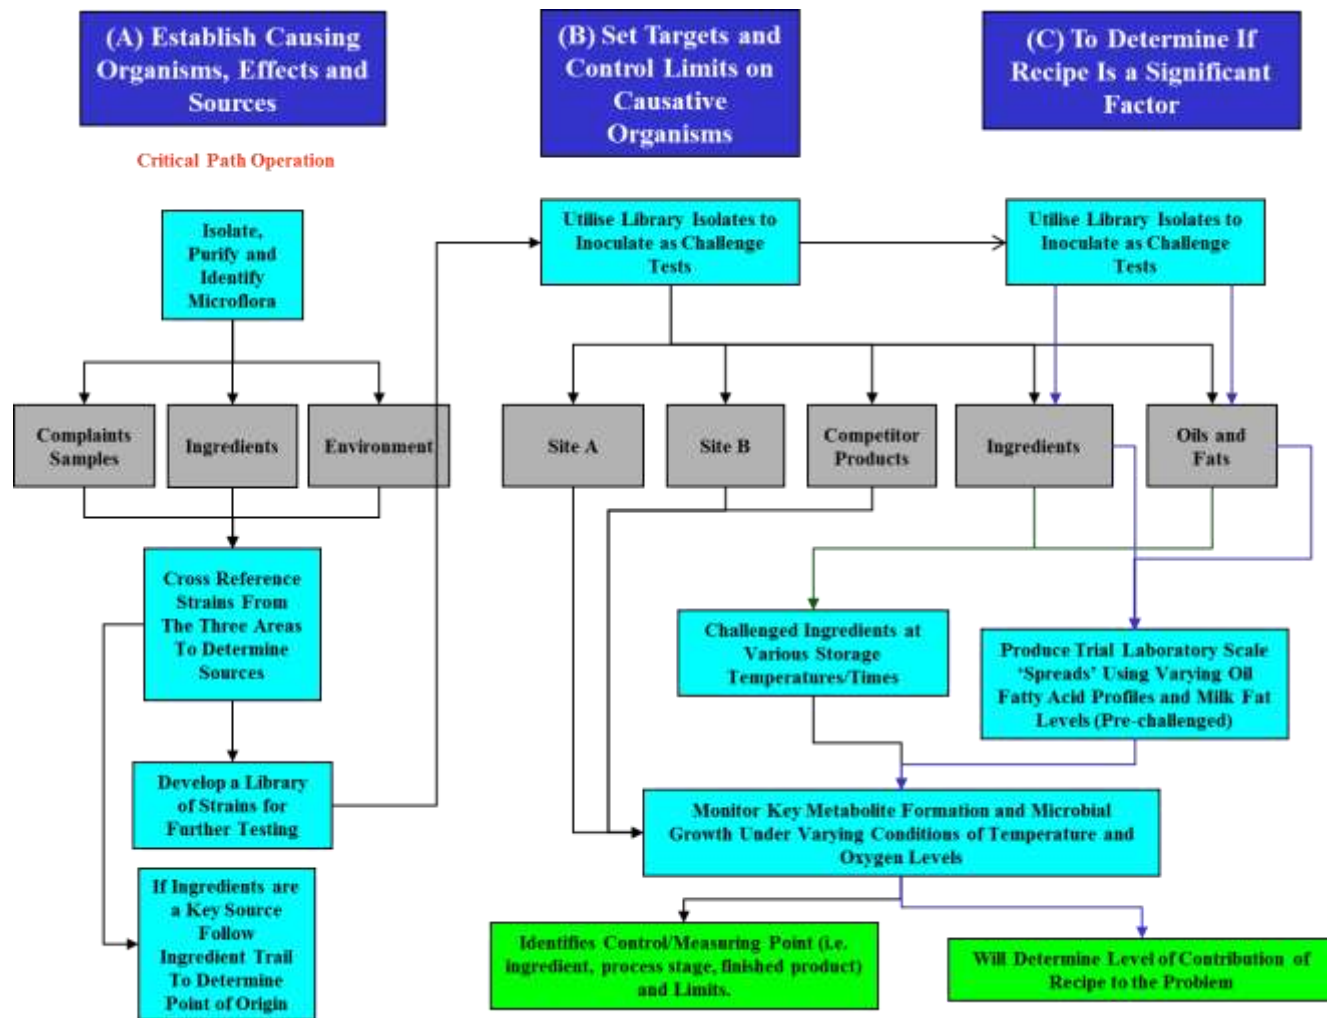 (A) Establish Causing
Organisms, Effects and
Sources
(B) Set Targets and
Control Limits on
Causative
Organisms
(C) To Determine If
Recipe Is a Significant
Factor
Critical Path Operation
Isolate,
Purify and
Identify
Microflora
Utilise Library Isolates to
Inoculate as Challenge
Tests
Utilise Library Isolates to
Inoculate as Challenge
Tests
Complaints
Samples
Ingredients
Environment
Site A
Site B
Competitor
Products
Ingredients
Oils and
Fats
Cross Reference
Strains From
The Three Areas
To Determine
Sources
Challenged Ingredients at
Various Storage
Temperatures/Times
Produce Trial Laboratory Scale
‘Spreads’ Using Varying Oil
Fatty Acid Profiles and Milk Fat
Levels (Pre-challenged)
Develop a Library
of Strains for
Further Testing
Monitor Key Metabolite Formation and Microbial
Growth Under Varying Conditions of Temperature and
Oxygen Levels
If Ingredients are
a Key Source
Follow
Ingredient Trail
To Determine
Point of Origin
Identifies Control/Measuring Point (i.e.
ingredient, process stage, finished product)
and Limits.
Will Determine Level of Contribution of
Recipe to the Problem